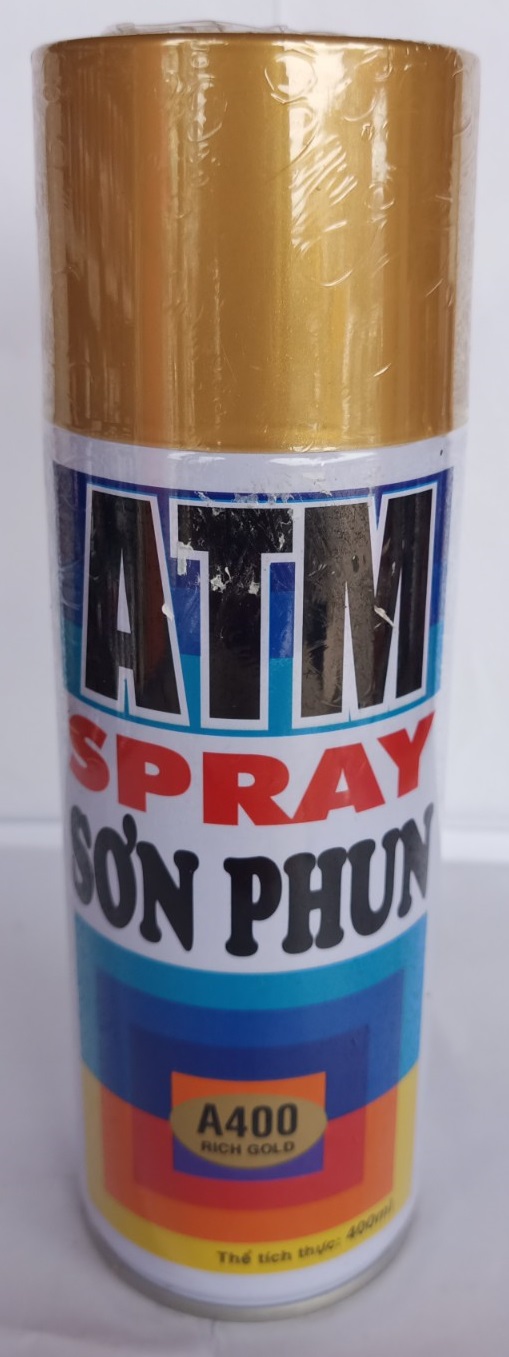 ATM
SPRAY
SƠN PHUN
A400
RICH GOLD
Thể tích thực: 400ml